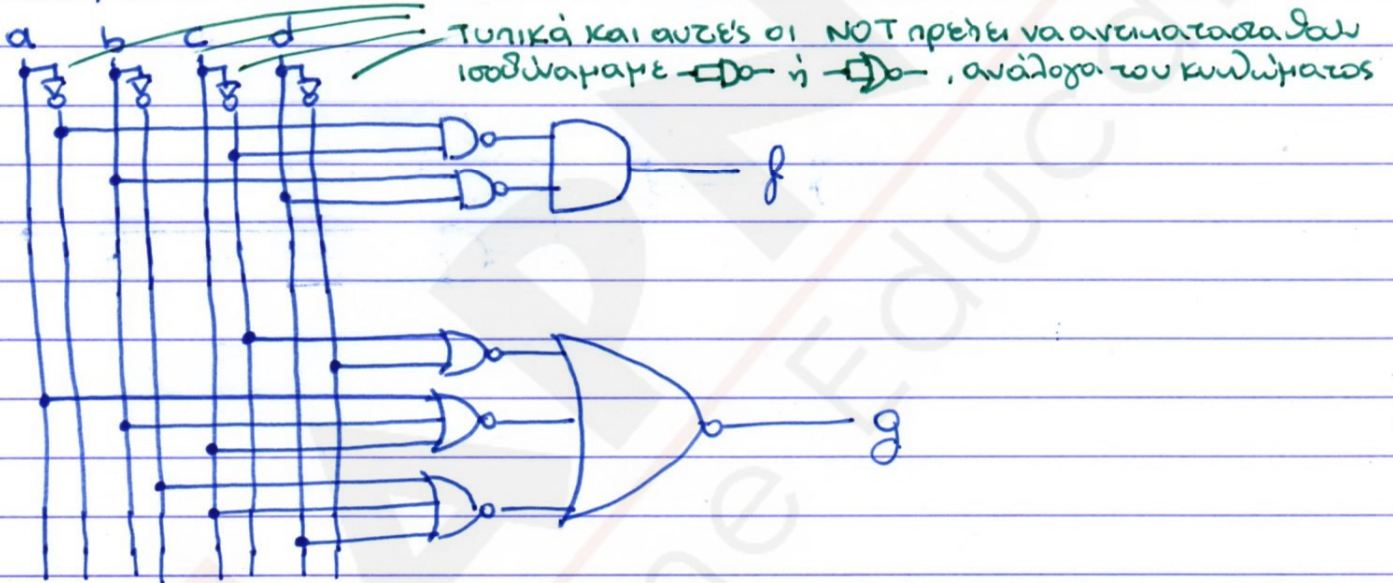 a b c d
Τυπικά και αυτές οι NOT πρέπει να αντικατασταθούν
ισοδύναμα με ή , ανάλογα του κυκλώματος
f
g